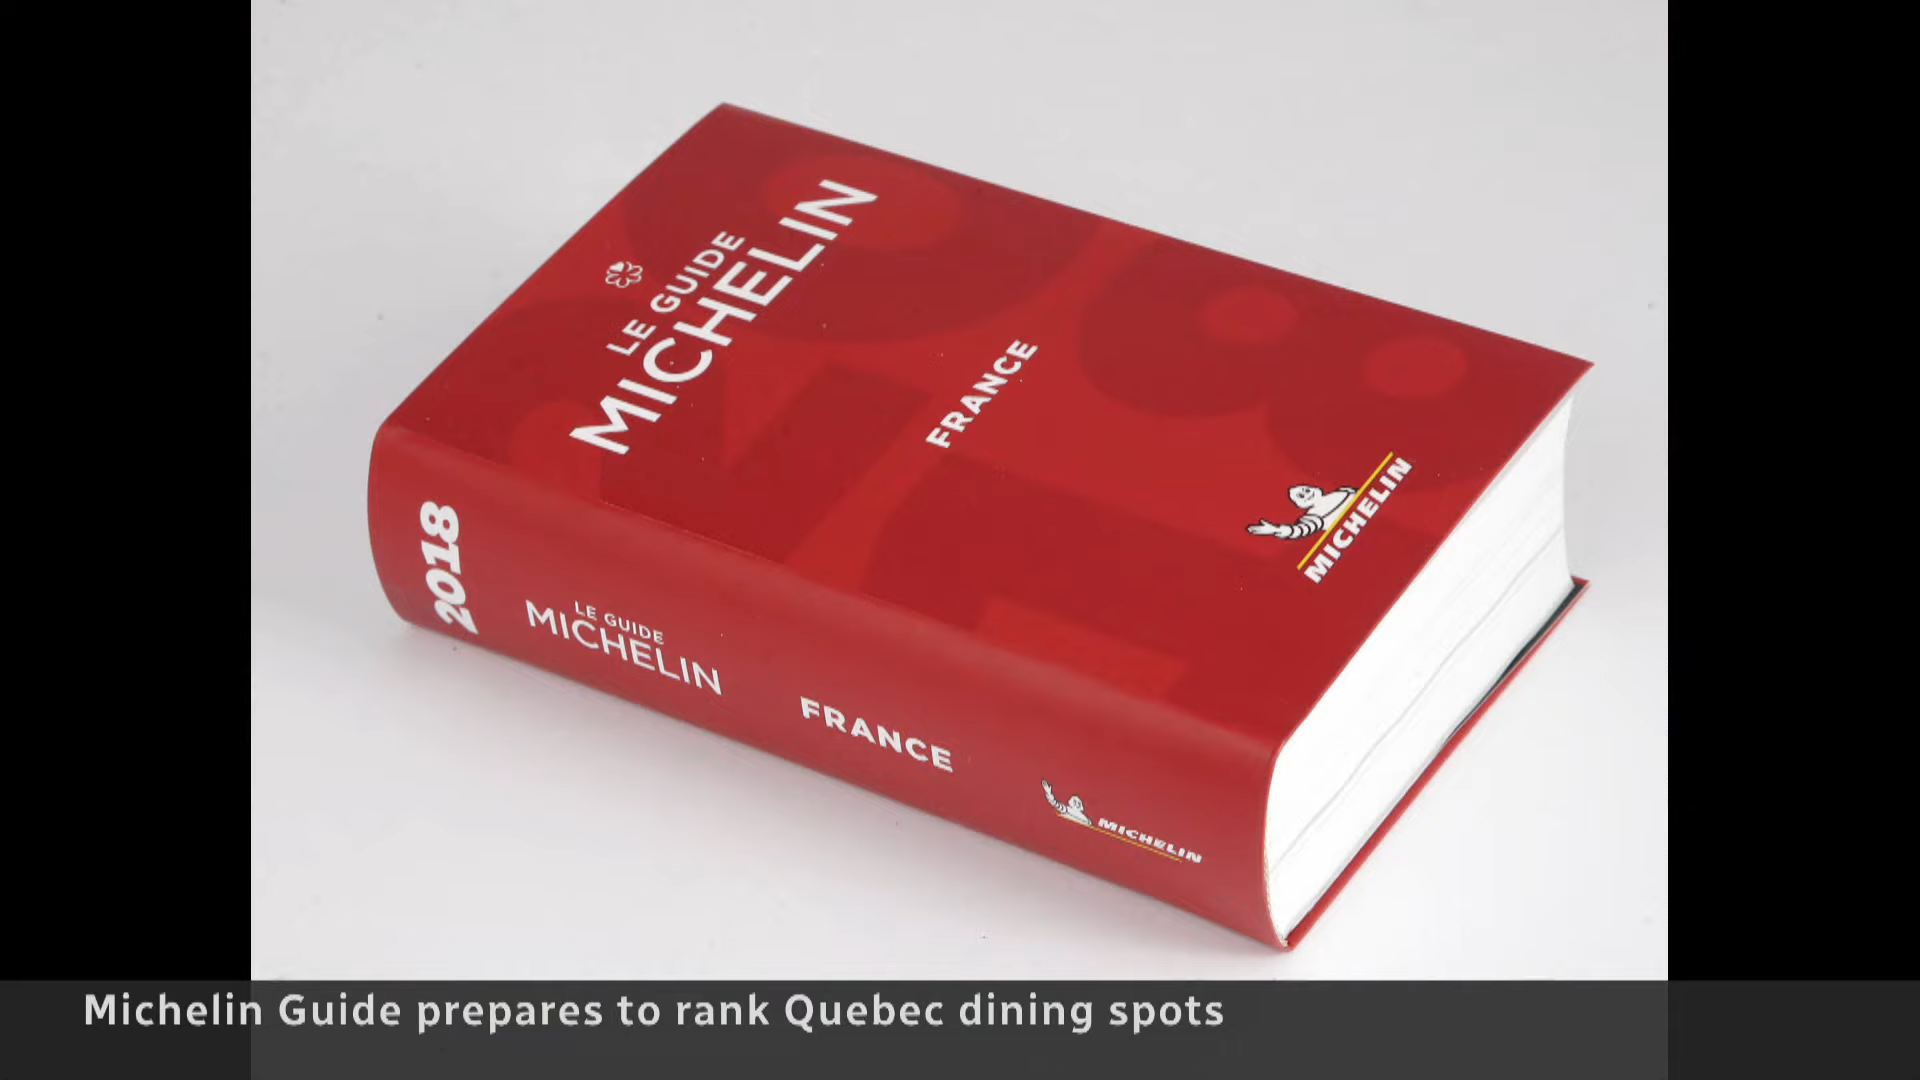 LE GUIDE
MICHELIN
FRANCE
MICHELIN
2018
LE GUIDE
MICHELIN
FRANCE
MICHELIN
Michelin Guide prepares to rank Quebec dining spots